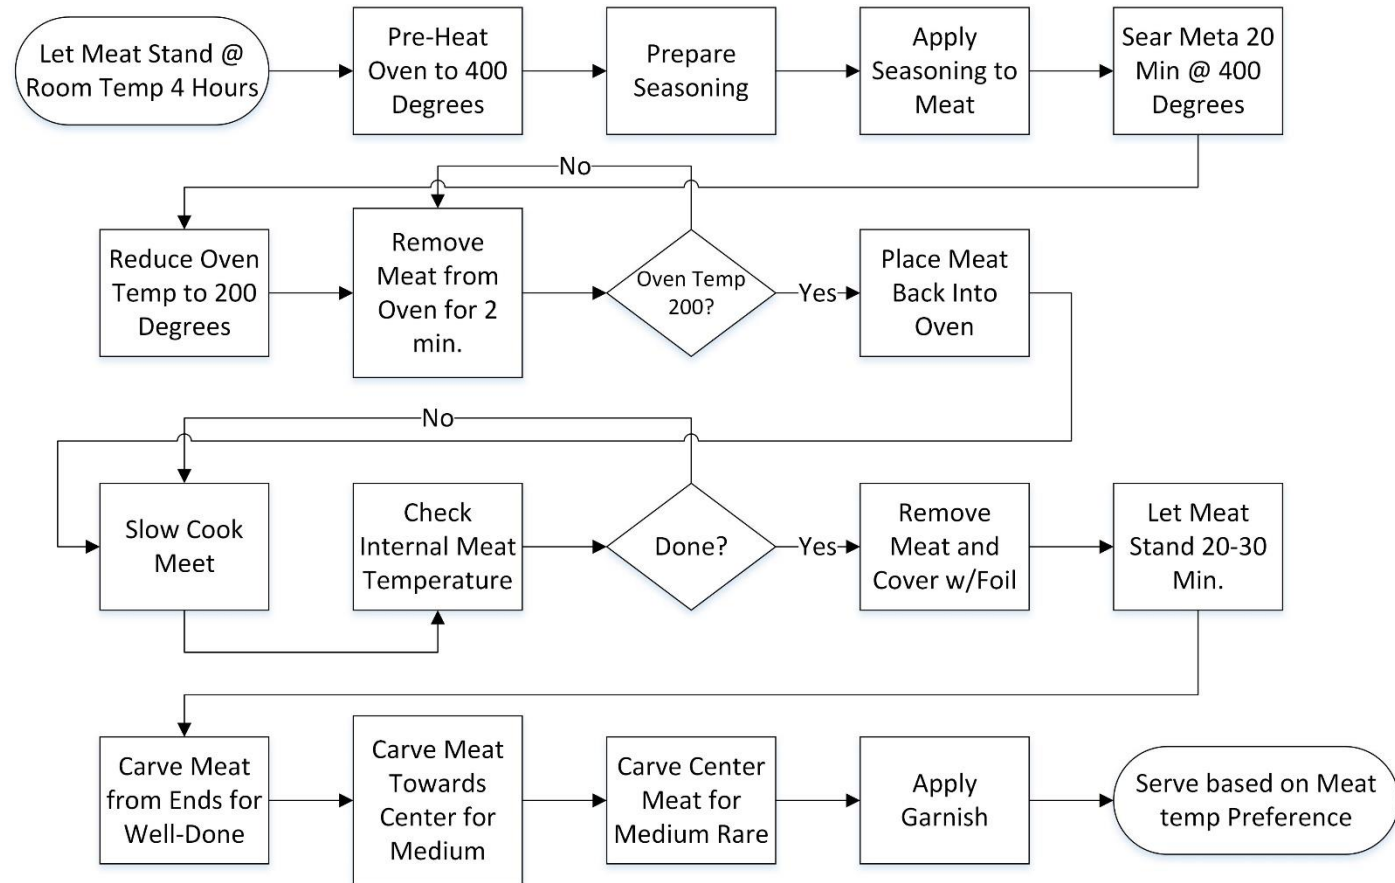 Let Meat Stand @
Room Temp 4 Hours
Pre-Heat
Oven to 400
Degrees
Prepare
Seasoning
Apply
Seasoning to
Meat
Sear Meta 20
Min @ 400
Degrees
No
Reduce Oven
Temp to 200
Degrees
Remove
Meat from
Oven for 2
min.
Oven Temp
200?
Yes
Place Meat
Back Into
Oven
No
Slow Cook
Meet
Check
Internal Meat
Temperature
Done?
Yes
Remove
Meat and
Cover w/Foil
Let Meat
Stand 20-30
Min.
Carve Meat
from Ends for
Well-Done
Carve Meat
Towards
Center for
Medium
Carve Center
Meat for
Medium Rare
Apply
Garnish
Serve based on Meat
temp Preference